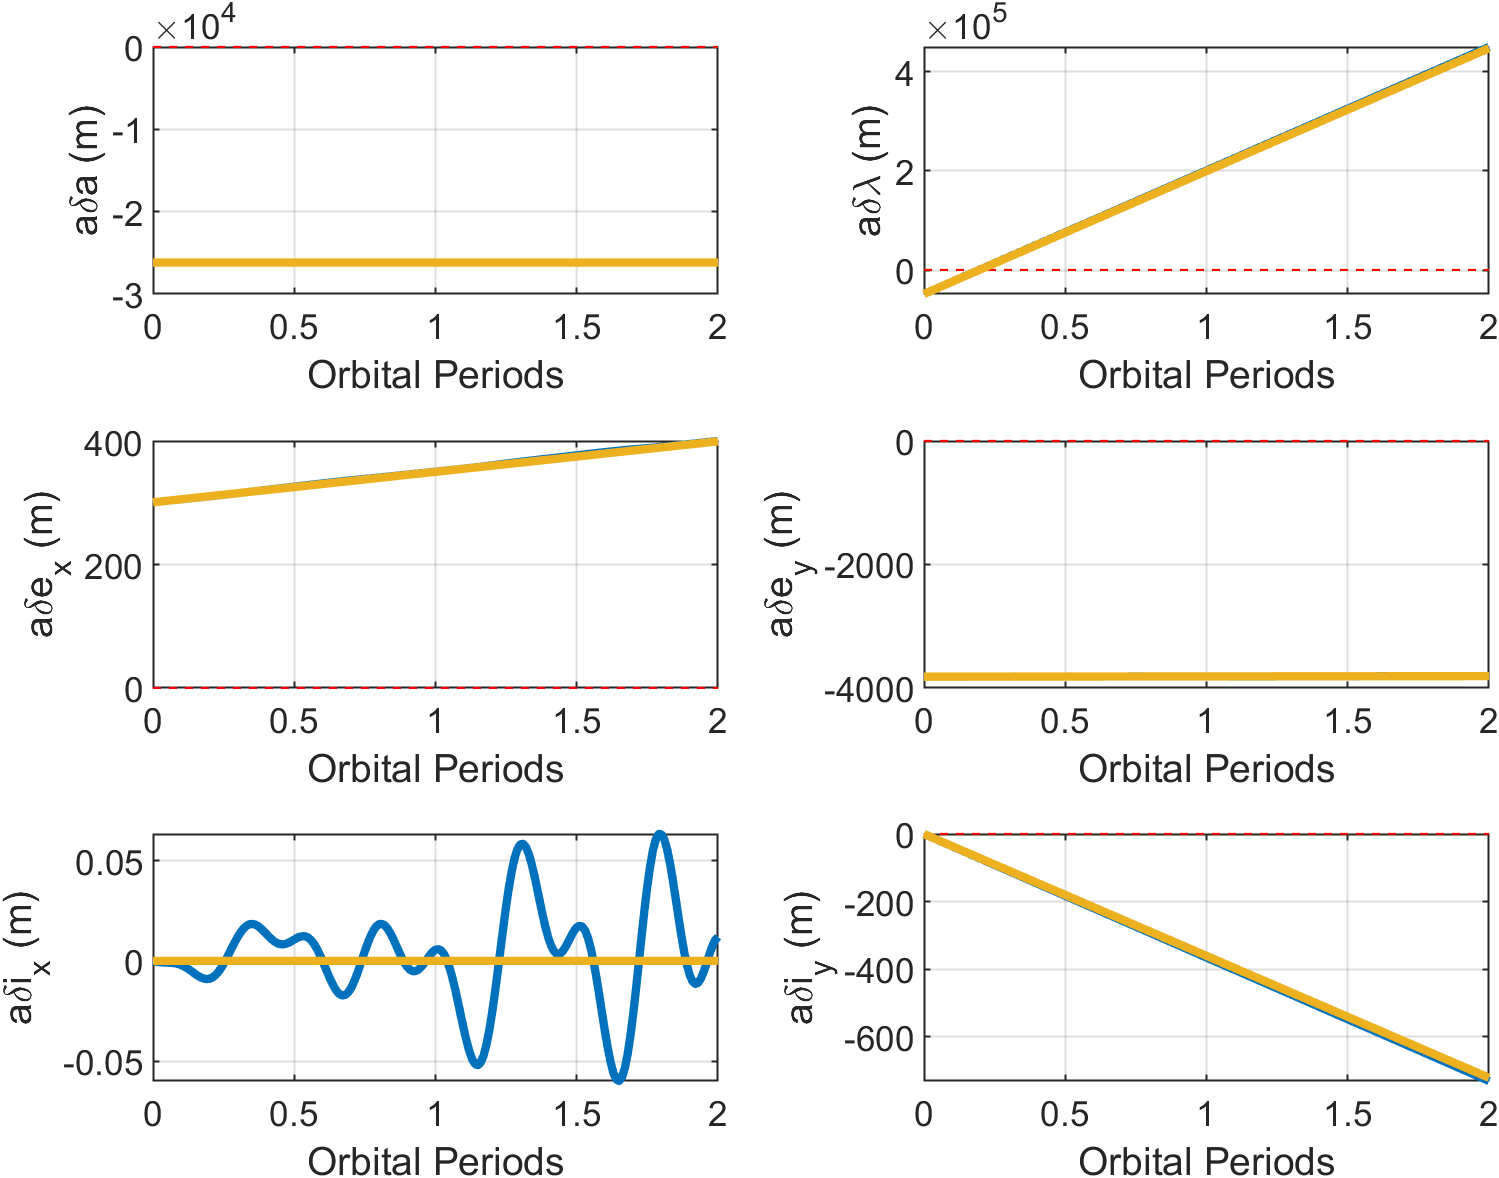 ×10⁴
0
-1
-2
-3
aδa (m)
0 0.5 1 1.5 2
Orbital Periods
×10⁵
4
2
0
aδλ (m)
0 0.5 1 1.5 2
Orbital Periods
400
200
0
aδeₓ (m)
0 0.5 1 1.5 2
Orbital Periods
0
-2000
-4000
aδe_y (m)
0 0.5 1 1.5 2
Orbital Periods
0.05
0
-0.05
aδiₓ (m)
0 0.5 1 1.5 2
Orbital Periods
0
-200
-400
-600
aδi_y (m)
0 0.5 1 1.5 2
Orbital Periods